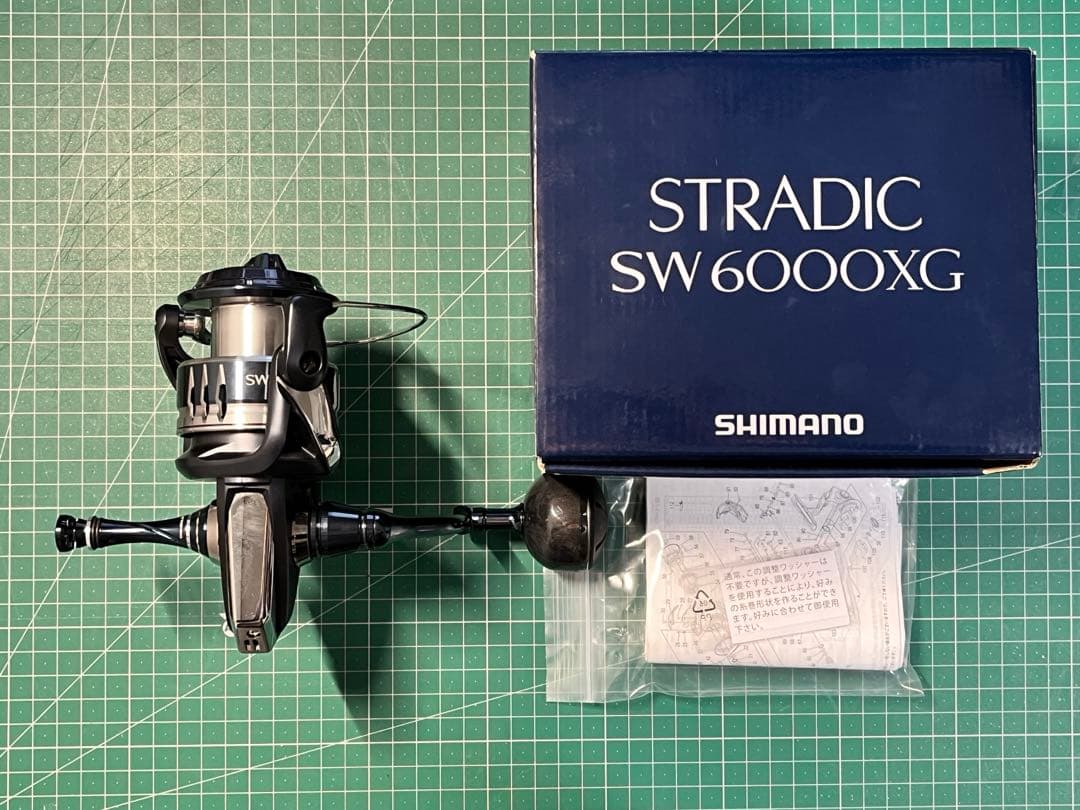 STRADIC
SW 6000XG
SHIMANO
SW
通常、この調整ワッシャーは
不要ですが、調整ワッシャー
を使用することにより、好み
の糸巻形状を作ることができ
ます。好みに合わせて御使用
下さい。